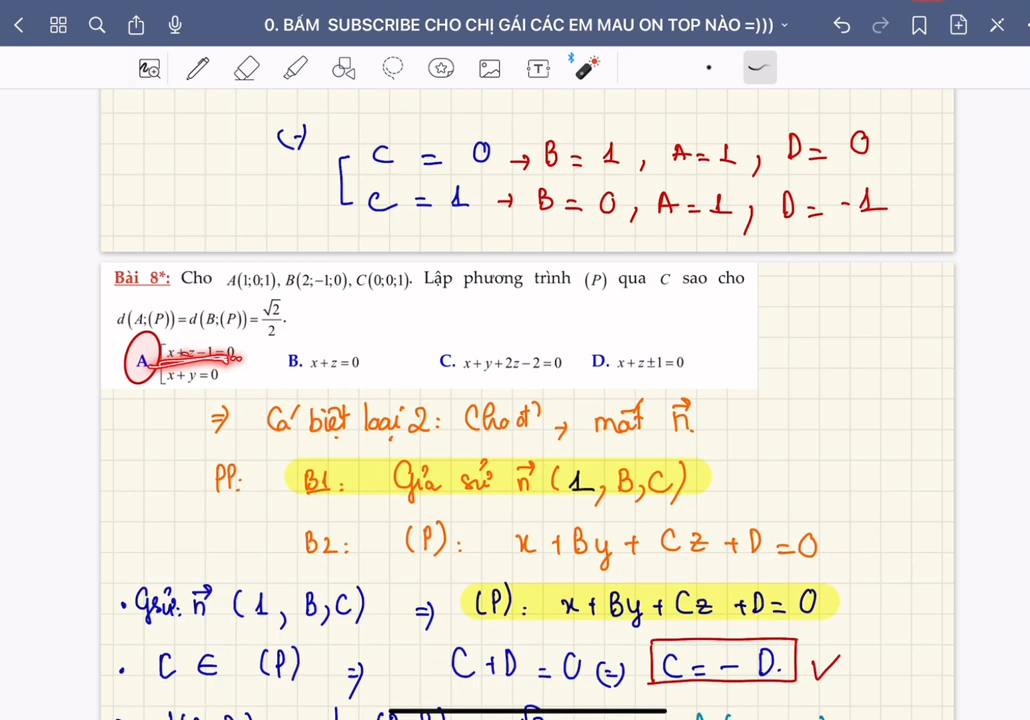 0. BẤM SUBSCRIBE CHO CHỊ GÁI CÁC EM MAU ON TOP NÀO =)))
(-)
C = 0 → B = 1, A = 1, D = 0
C = 1 → B = 0, A = 1, D = -1
Bài 8*: Cho A(1;0;1), B(2;-1;0), C(0;0;1). Lập phương trình (P) qua C sao cho
d(A;(P)) = d(B;(P)) = √2/2.
A. [x+z-1=0
[x+y=0
B. x+z=0
C. x+y+2z-2=0
D. x+z±1=0
⇒ Cá biệt loại 2: Cho đ', mất n⃗
PP: B1: Giả sử n⃗ (1, B, C)
B2: (P): x + By + Cz + D = 0
• Gsử: n⃗ (1, B, C) ⇒ (P): x + By + Cz + D = 0
• C ∈ (P) ⇒ C + D = 0 (=) C = - D. ✓